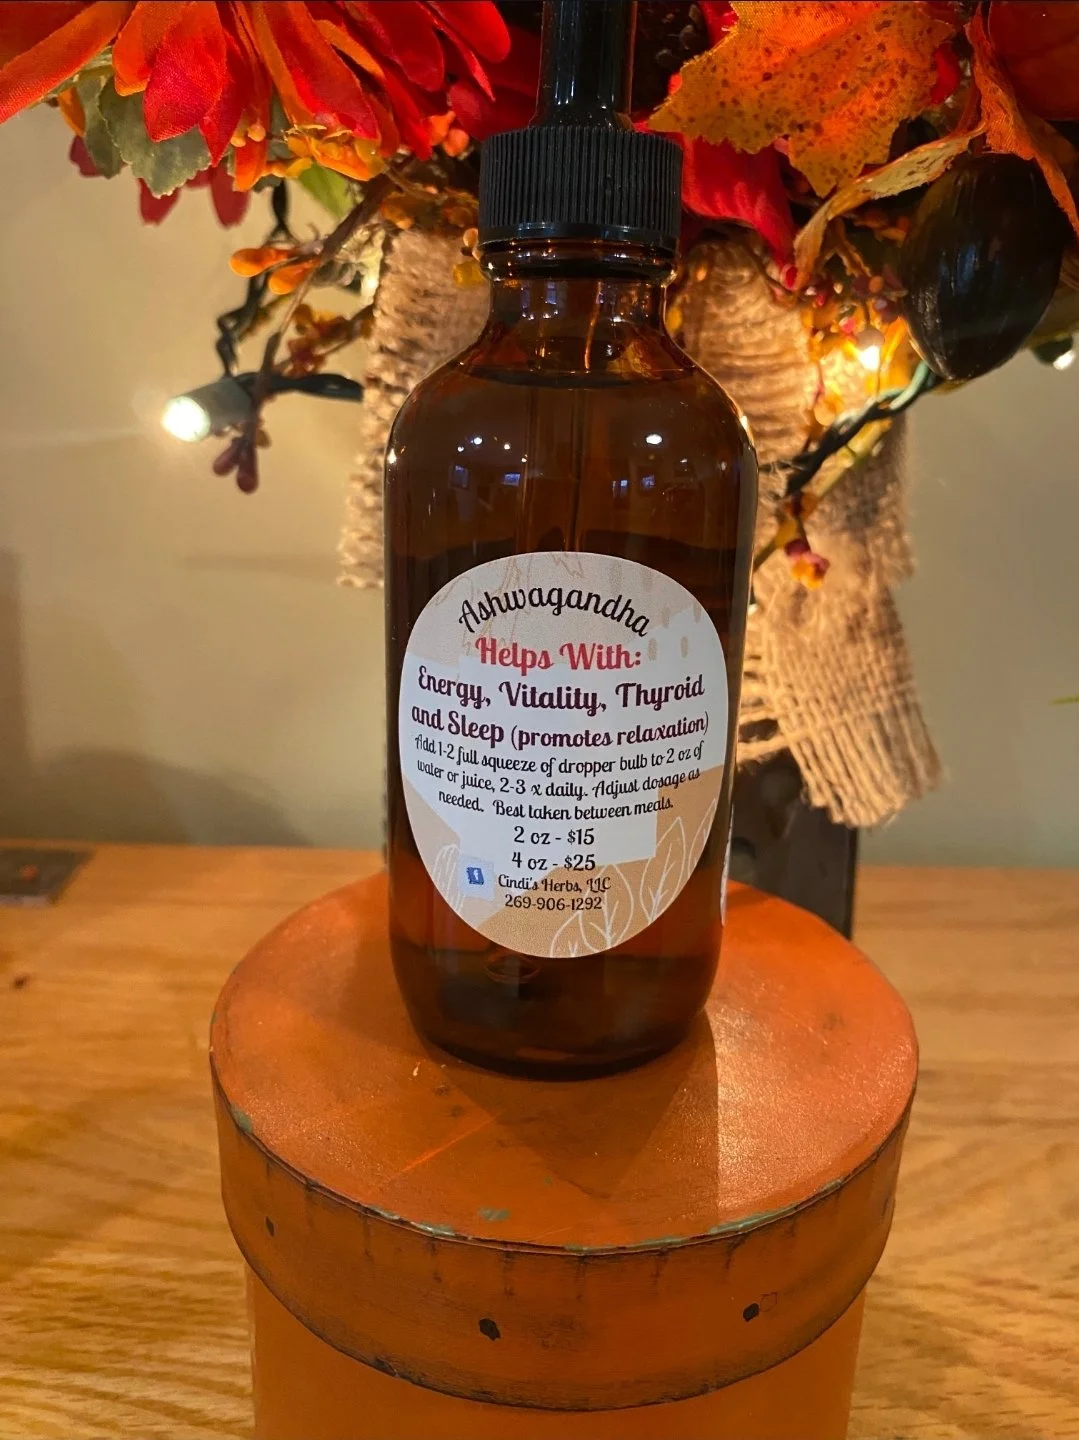 Ashwagandha
Helps With:
Energy, Vitality, Thyroid
and Sleep (promotes relaxation)
Add 1-2 full squeeze of dropper bulb to 2 oz of
water or juice, 2-3 x daily. Adjust dosage as
needed. Best taken between meals.
2 oz - $15
4 oz - $25
f Cindi's Herbs, LLC
269-906-1292